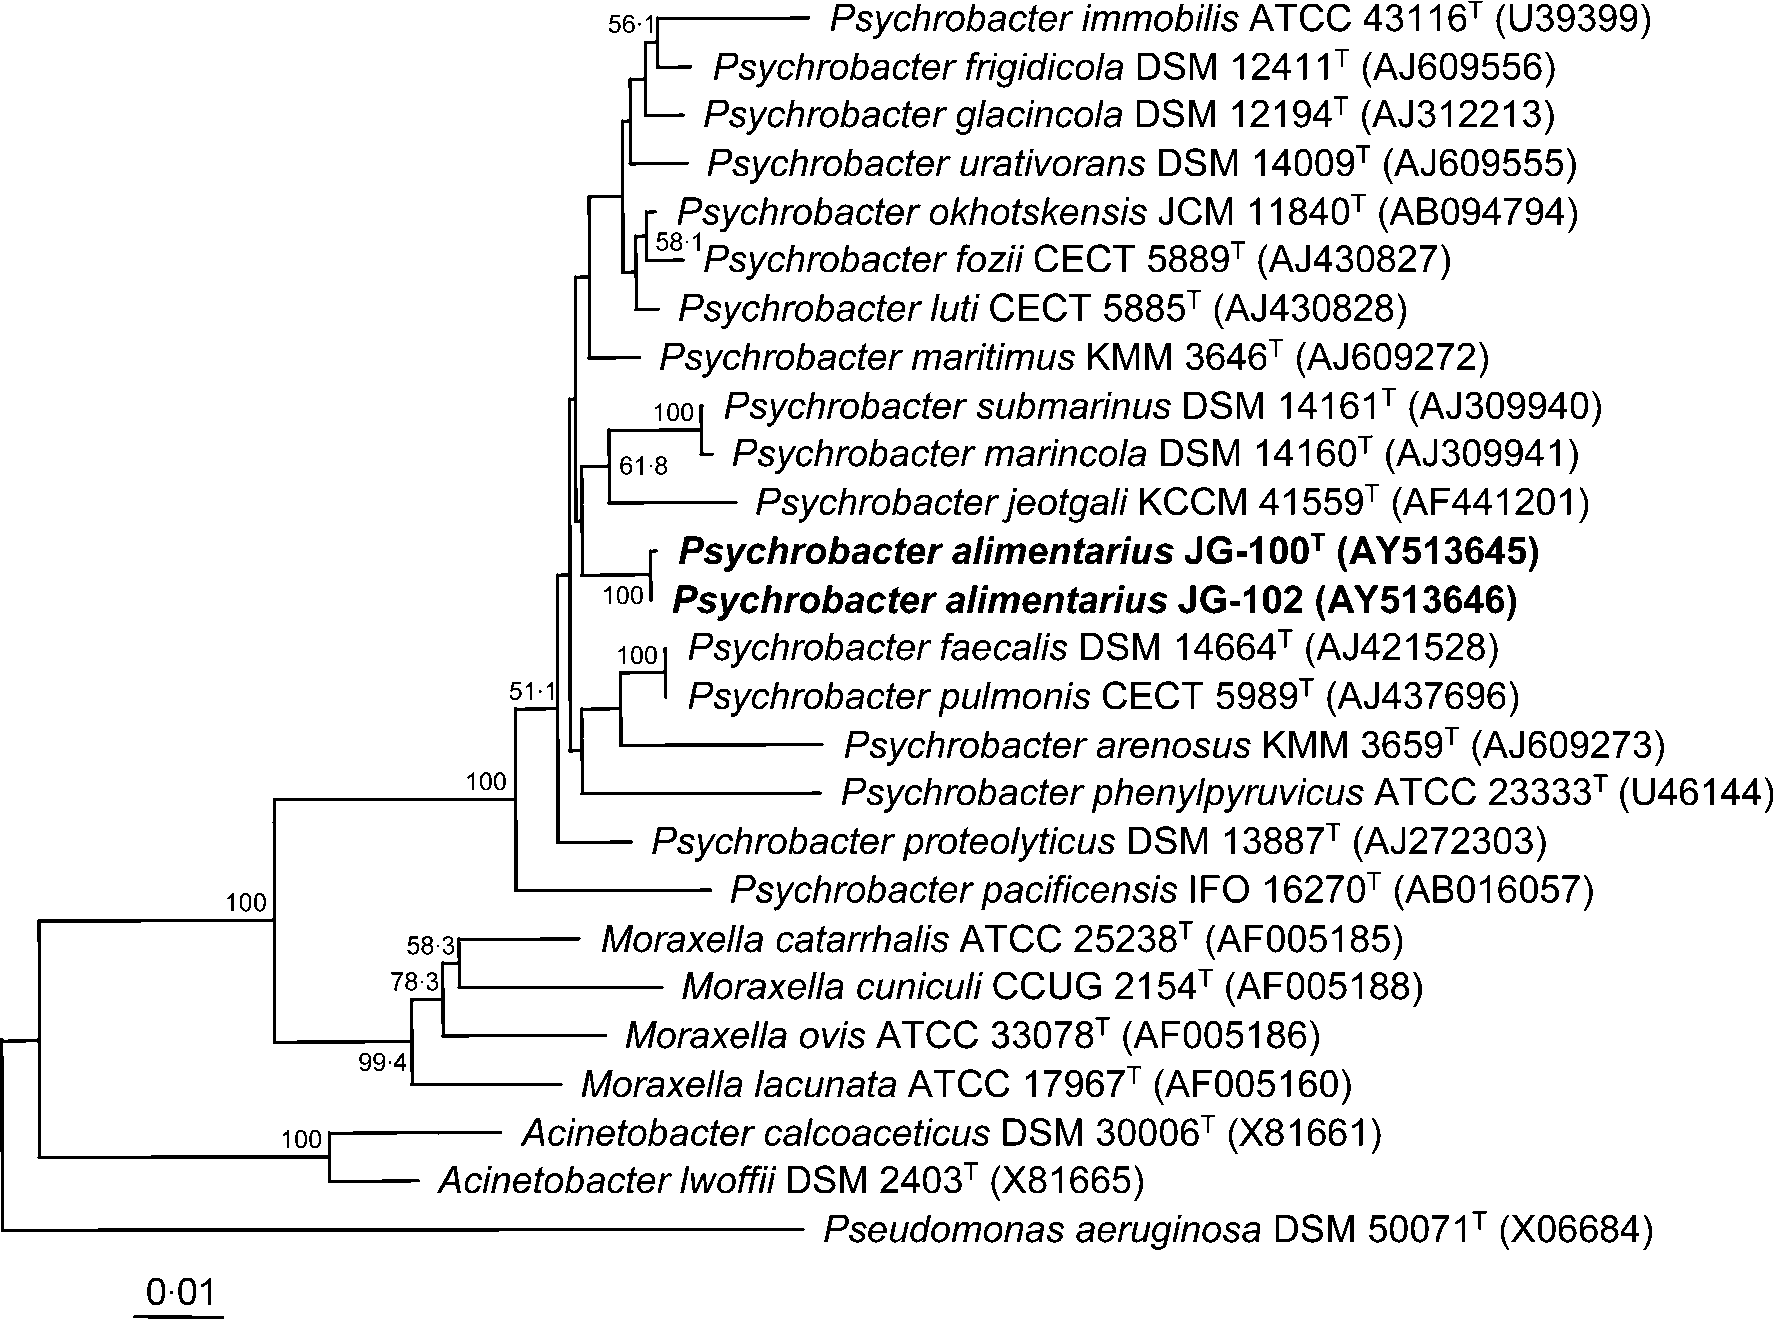 56·1
Psychrobacter immobilis ATCC 43116ᵀ (U39399)
Psychrobacter frigidicola DSM 12411ᵀ (AJ609556)
Psychrobacter glacincola DSM 12194ᵀ (AJ312213)
Psychrobacter urativorans DSM 14009ᵀ (AJ609555)
Psychrobacter okhotskensis JCM 11840ᵀ (AB094794)
58·1
Psychrobacter fozii CECT 5889ᵀ (AJ430827)
Psychrobacter luti CECT 5885ᵀ (AJ430828)
Psychrobacter maritimus KMM 3646ᵀ (AJ609272)
100
Psychrobacter submarinus DSM 14161ᵀ (AJ309940)
Psychrobacter marincola DSM 14160ᵀ (AJ309941)
61·8
Psychrobacter jeotgali KCCM 41559ᵀ (AF441201)
Psychrobacter alimentarius JG-100ᵀ (AY513645)
100
Psychrobacter alimentarius JG-102 (AY513646)
100
Psychrobacter faecalis DSM 14664ᵀ (AJ421528)
51·1
Psychrobacter pulmonis CECT 5989ᵀ (AJ437696)
Psychrobacter arenosus KMM 3659ᵀ (AJ609273)
100
Psychrobacter phenylpyruvicus ATCC 23333ᵀ (U46144)
Psychrobacter proteolyticus DSM 13887ᵀ (AJ272303)
Psychrobacter pacificensis IFO 16270ᵀ (AB016057)
100
58·3
Moraxella catarrhalis ATCC 25238ᵀ (AF005185)
78·3
Moraxella cuniculi CCUG 2154ᵀ (AF005188)
Moraxella ovis ATCC 33078ᵀ (AF005186)
99·4
Moraxella lacunata ATCC 17967ᵀ (AF005160)
100
Acinetobacter calcoaceticus DSM 30006ᵀ (X81661)
Acinetobacter lwoffii DSM 2403ᵀ (X81665)
Pseudomonas aeruginosa DSM 50071ᵀ (X06684)
0·01